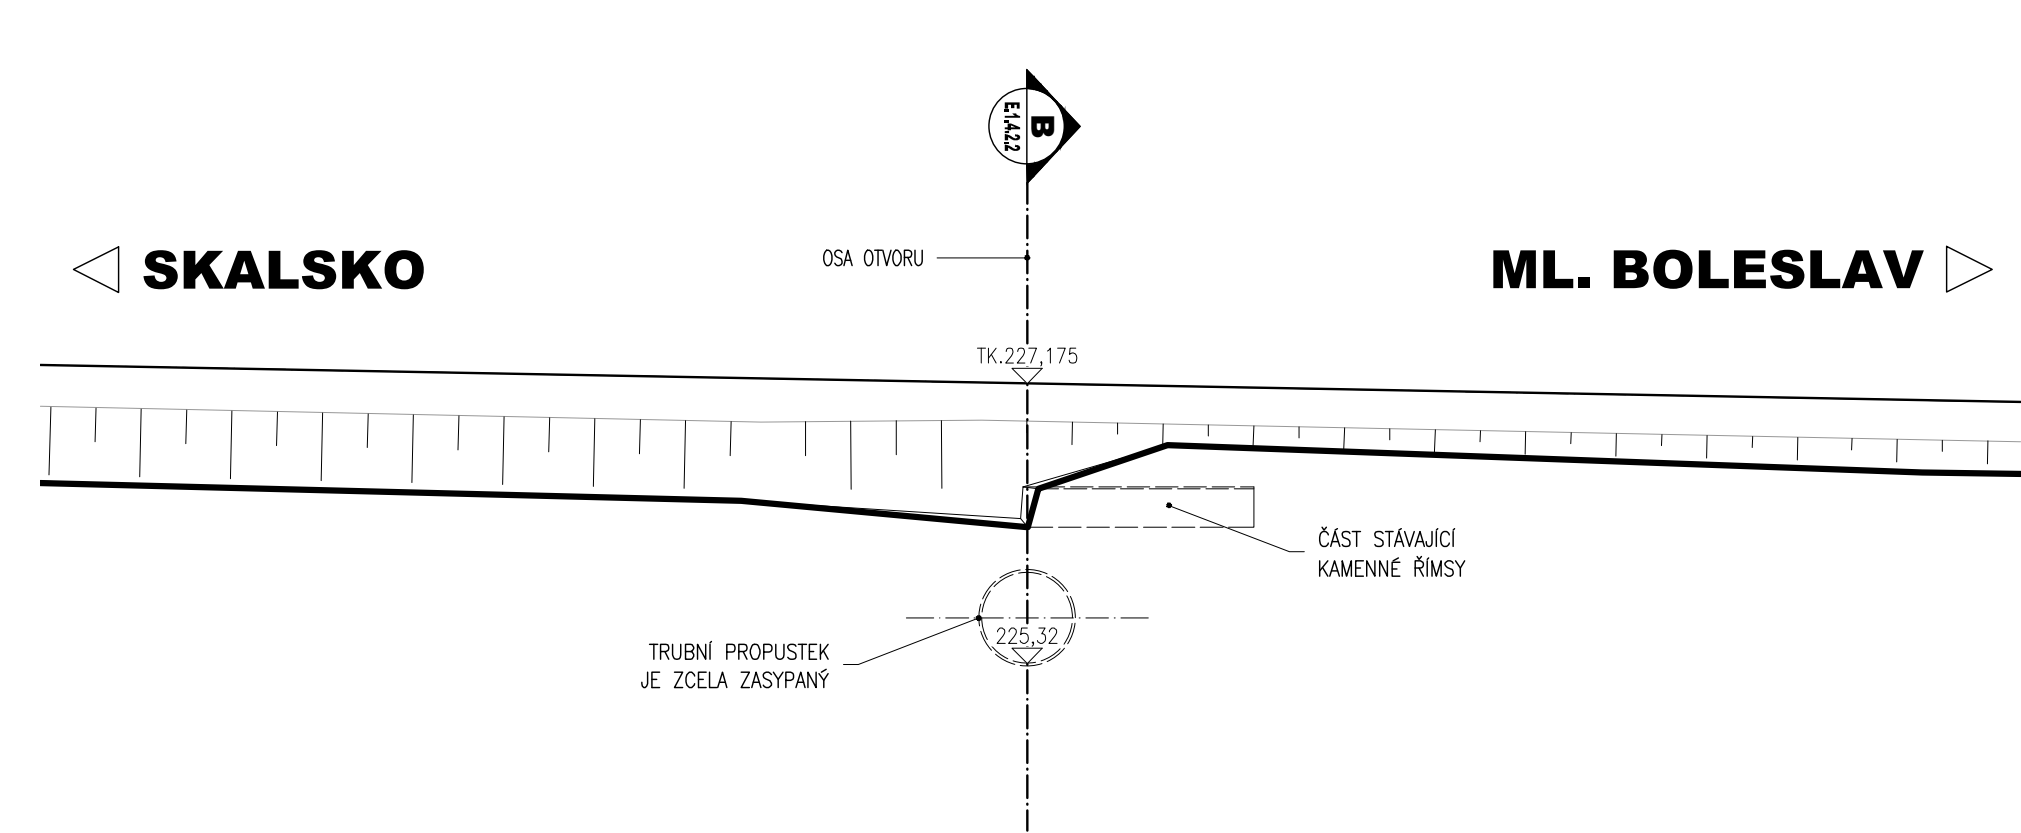 B
E.1.4.2.2
OSA OTVORU
SKALSKO
ML. BOLESLAV
TK.227,175
ČÁST STÁVAJÍCÍ
KAMENNÉ ŘÍMSY
225,32
TRUBNÍ PROPUSTEK
JE ZCELA ZASYPANÝ